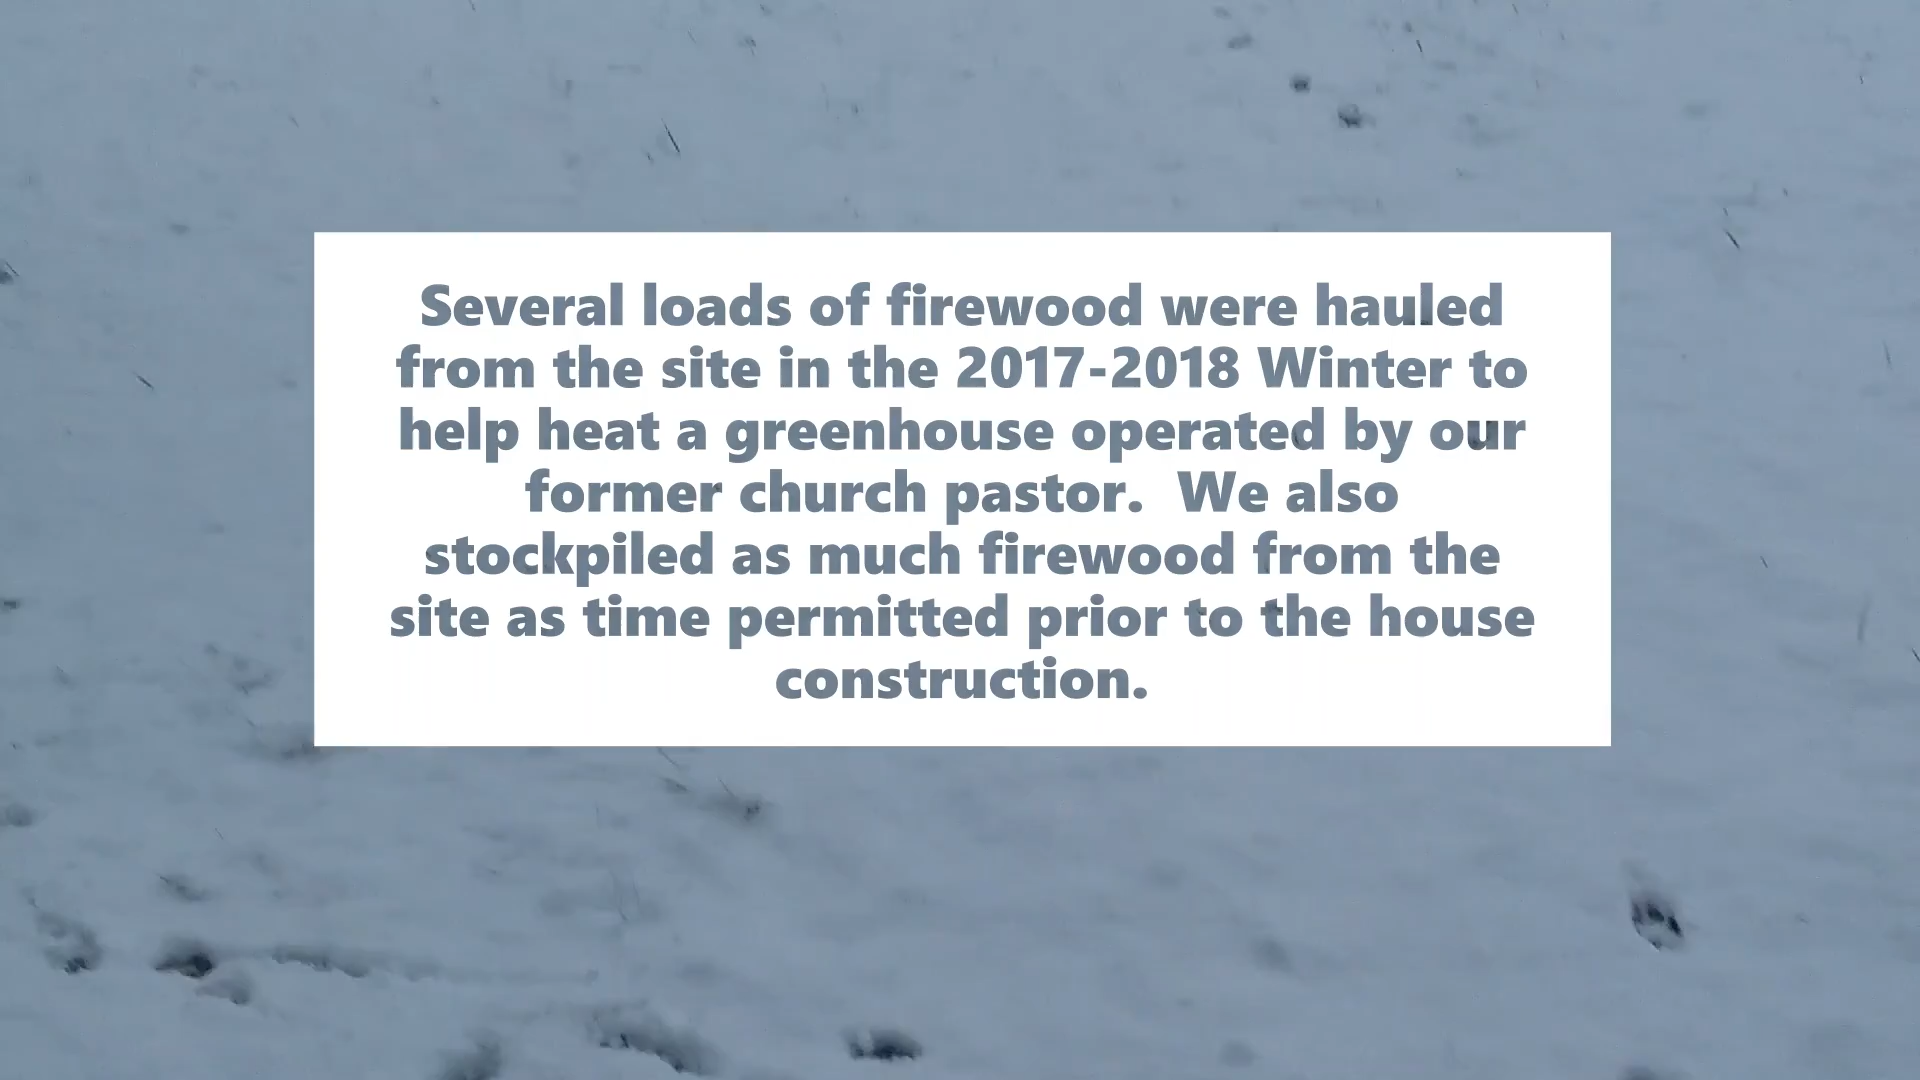 Several loads of firewood were hauled
from the site in the 2017-2018 Winter to
help heat a greenhouse operated by our
former church pastor.  We also
stockpiled as much firewood from the
site as time permitted prior to the house
construction.